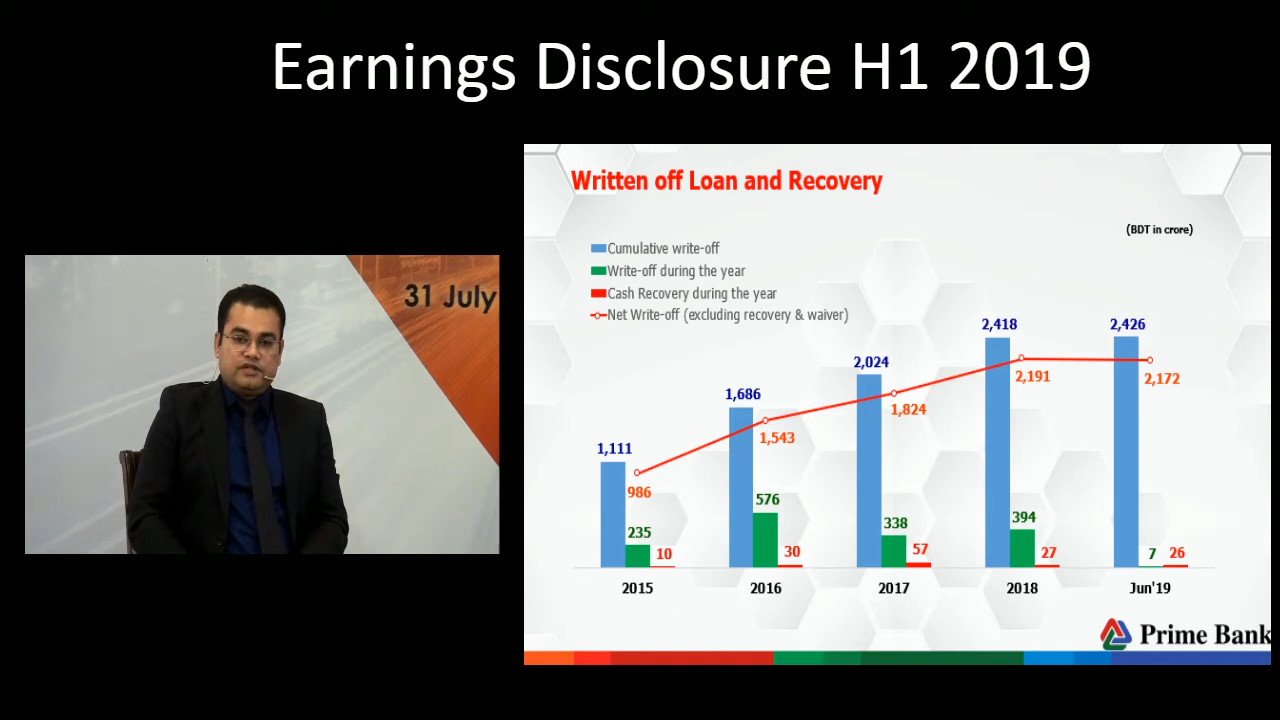 Earnings Disclosure H1 2019
31 July
Written off Loan and Recovery
(BDT in crore)
Cumulative write-off
Write-off during the year
Cash Recovery during the year
Net Write-off (excluding recovery & waiver)
1,111
986
235
10
2015
1,686
1,543
576
30
2016
2,024
1,824
338
57
2017
2,418
2,191
394
27
2018
2,426
2,172
7
26
Jun'19
Prime Bank